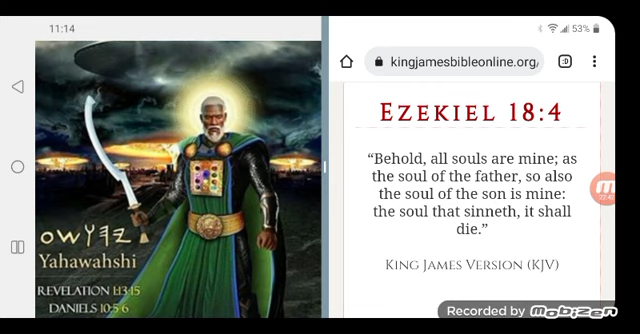 11:14
53%
kingjamesbibleonline.org/
:D
𐤉𐤄𐤅𐤔𐤏
Yahawahshi
REVELATION 1:13-15
DANIELS 10:5-6
EZEKIEL 18:4
“Behold, all souls are mine; as
the soul of the father, so also
the soul of the son is mine:
the soul that sinneth, it shall
die.”
KING JAMES VERSION (KJV)
Recorded by Mobizen